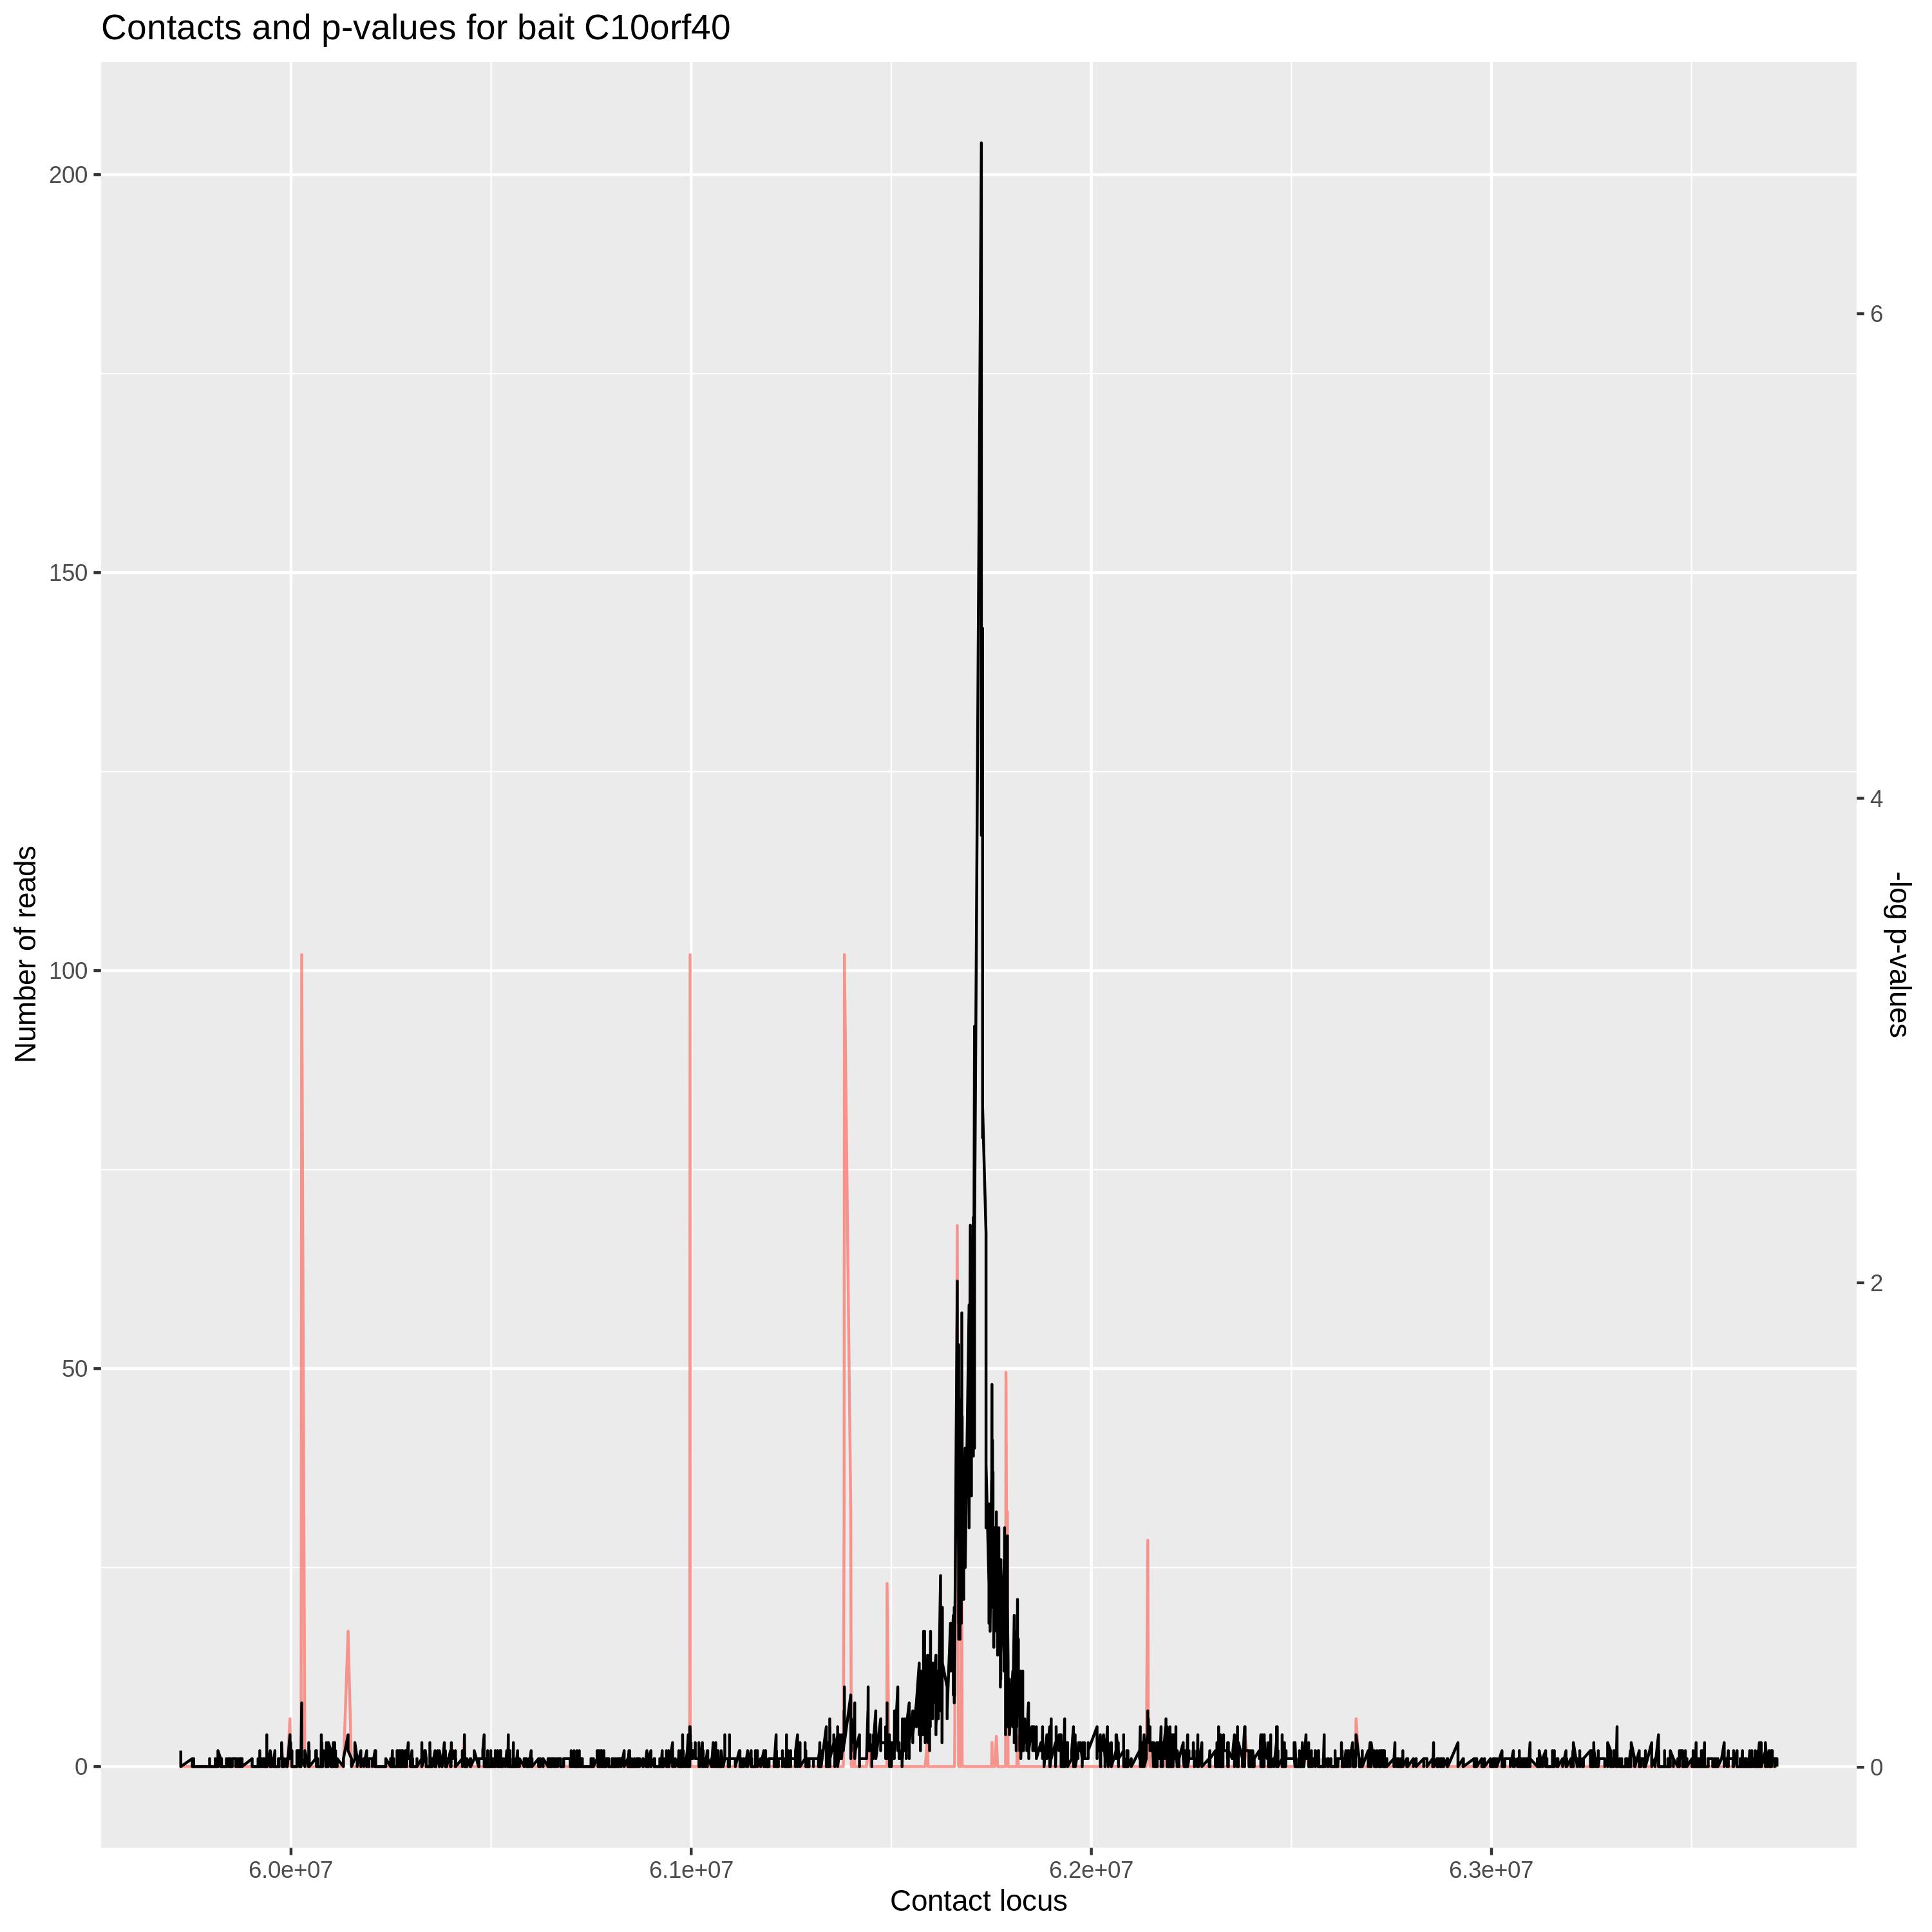 Contacts and p-values for bait C10orf40
200
150
100
50
0
Number of reads
6
4
2
0
-log p-values
6.0e+07 6.1e+07 6.2e+07 6.3e+07
Contact locus